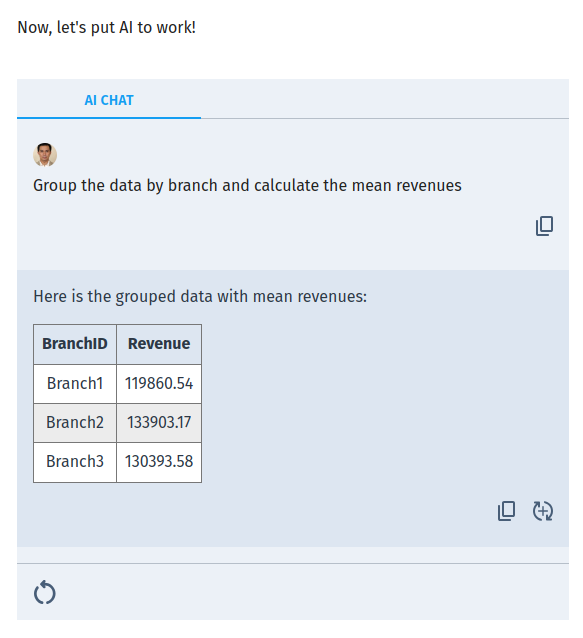 Now, let's put AI to work!
AI CHAT
Group the data by branch and calculate the mean revenues
Here is the grouped data with mean revenues:
BranchID Revenue
Branch1 119860.54
Branch2 133903.17
Branch3 130393.58